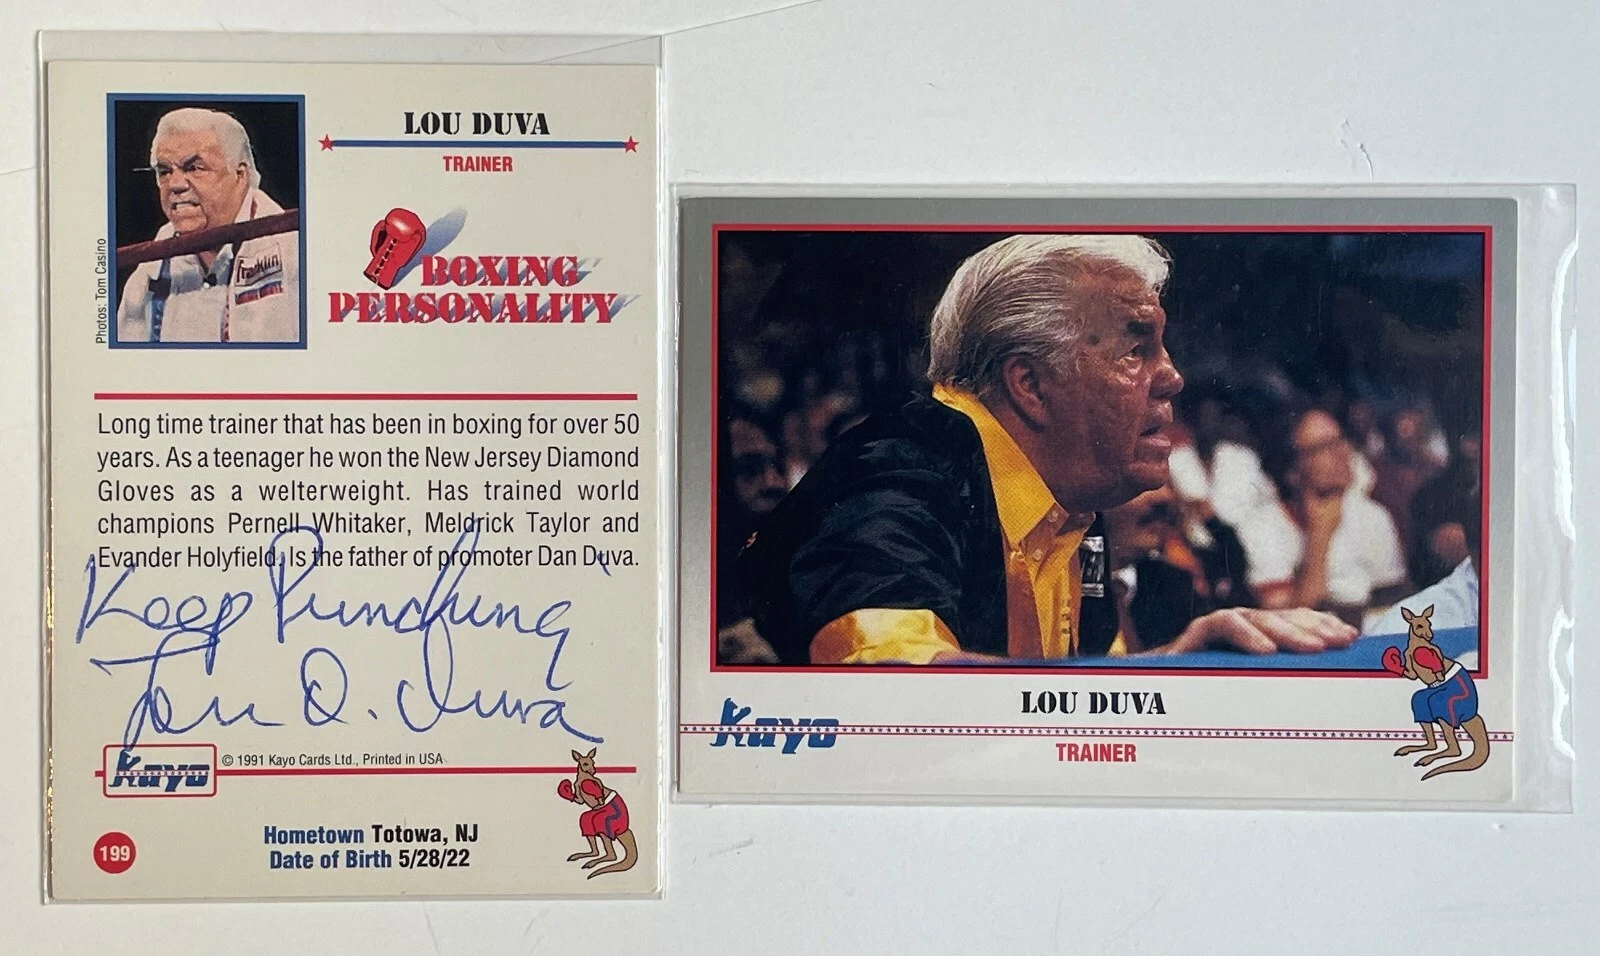 LOU DUVA
TRAINER
Franklin
Photos: Tom Casino
BOXING
PERSONALITY
Long time trainer that has been in boxing for over 50
years. As a teenager he won the New Jersey Diamond
Gloves as a welterweight. Has trained world
champions Pernell Whitaker, Meldrick Taylor and
Evander Holyfield. Is the father of promoter Dan Duva.
Keep Punching
Lou D. Duva
Kayo
© 1991 Kayo Cards Ltd., Printed in USA
199
Hometown Totowa, NJ
Date of Birth 5/28/22
LOU DUVA
Kayo
TRAINER